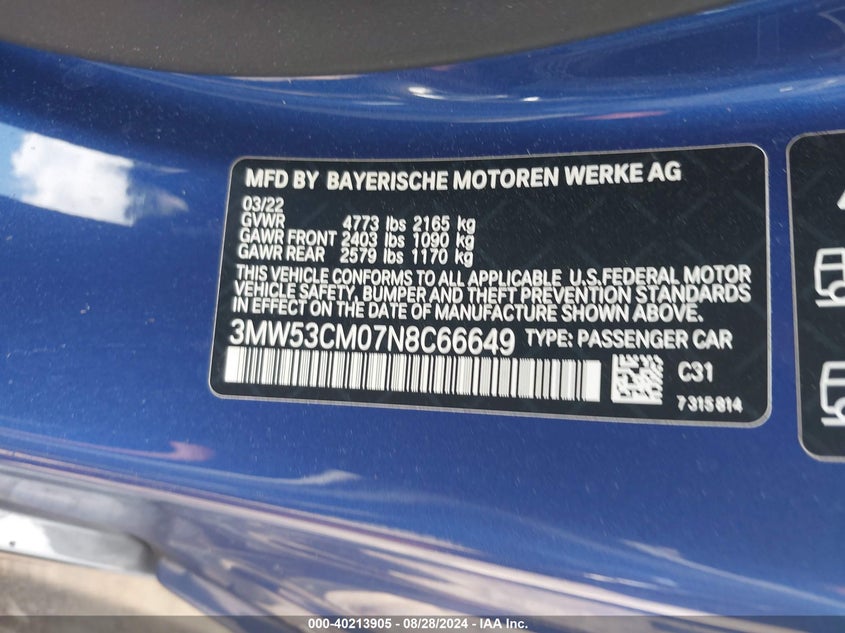 MFD BY BAYERISCHE MOTOREN WERKE AG
03/22
GVWR 4773 lbs 2165 kg
GAWR FRONT 2403 lbs 1090 kg
GAWR REAR 2579 lbs 1170 kg
THIS VEHICLE CONFORMS TO ALL APPLICABLE U.S.FEDERAL MOTOR
VEHICLE SAFETY, BUMPER AND THEFT PREVENTION STANDARDS
IN EFFECT ON THE DATE OF MANUFACTURE SHOWN ABOVE.
3MW53CM07N8C66649 TYPE: PASSENGER CAR
C31
7315814
000-40213905 | 08/28/2024 | IAA Inc.